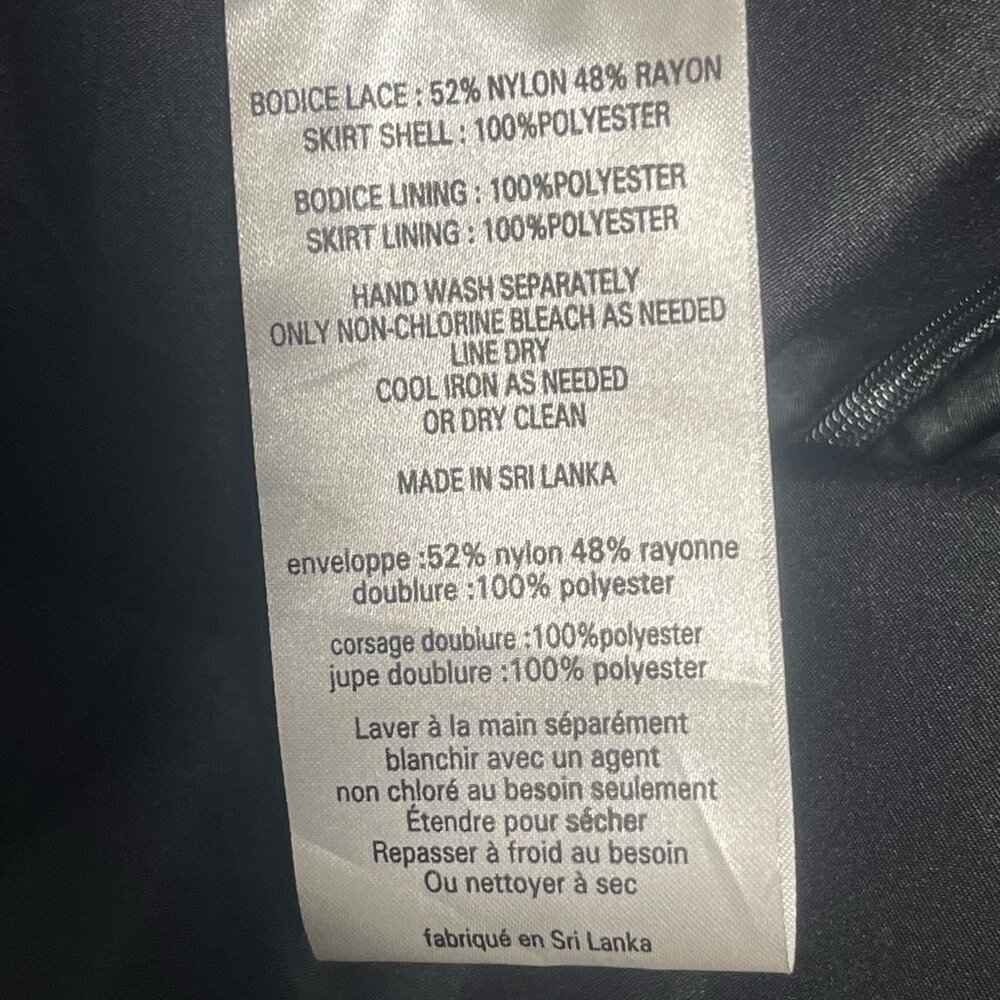 BODICE LACE : 52% NYLON 48% RAYON
SKIRT SHELL : 100%POLYESTER
BODICE LINING : 100%POLYESTER
SKIRT LINING : 100%POLYESTER
HAND WASH SEPARATELY
ONLY NON-CHLORINE BLEACH AS NEEDED
LINE DRY
COOL IRON AS NEEDED
OR DRY CLEAN
MADE IN SRI LANKA
enveloppe :52% nylon 48% rayonne
doublure :100% polyester
corsage doublure :100%polyester
jupe doublure :100% polyester
Laver à la main séparément
blanchir avec un agent
non chloré au besoin seulement
Étendre pour sécher
Repasser à froid au besoin
Ou nettoyer à sec
fabriqué en Sri Lanka